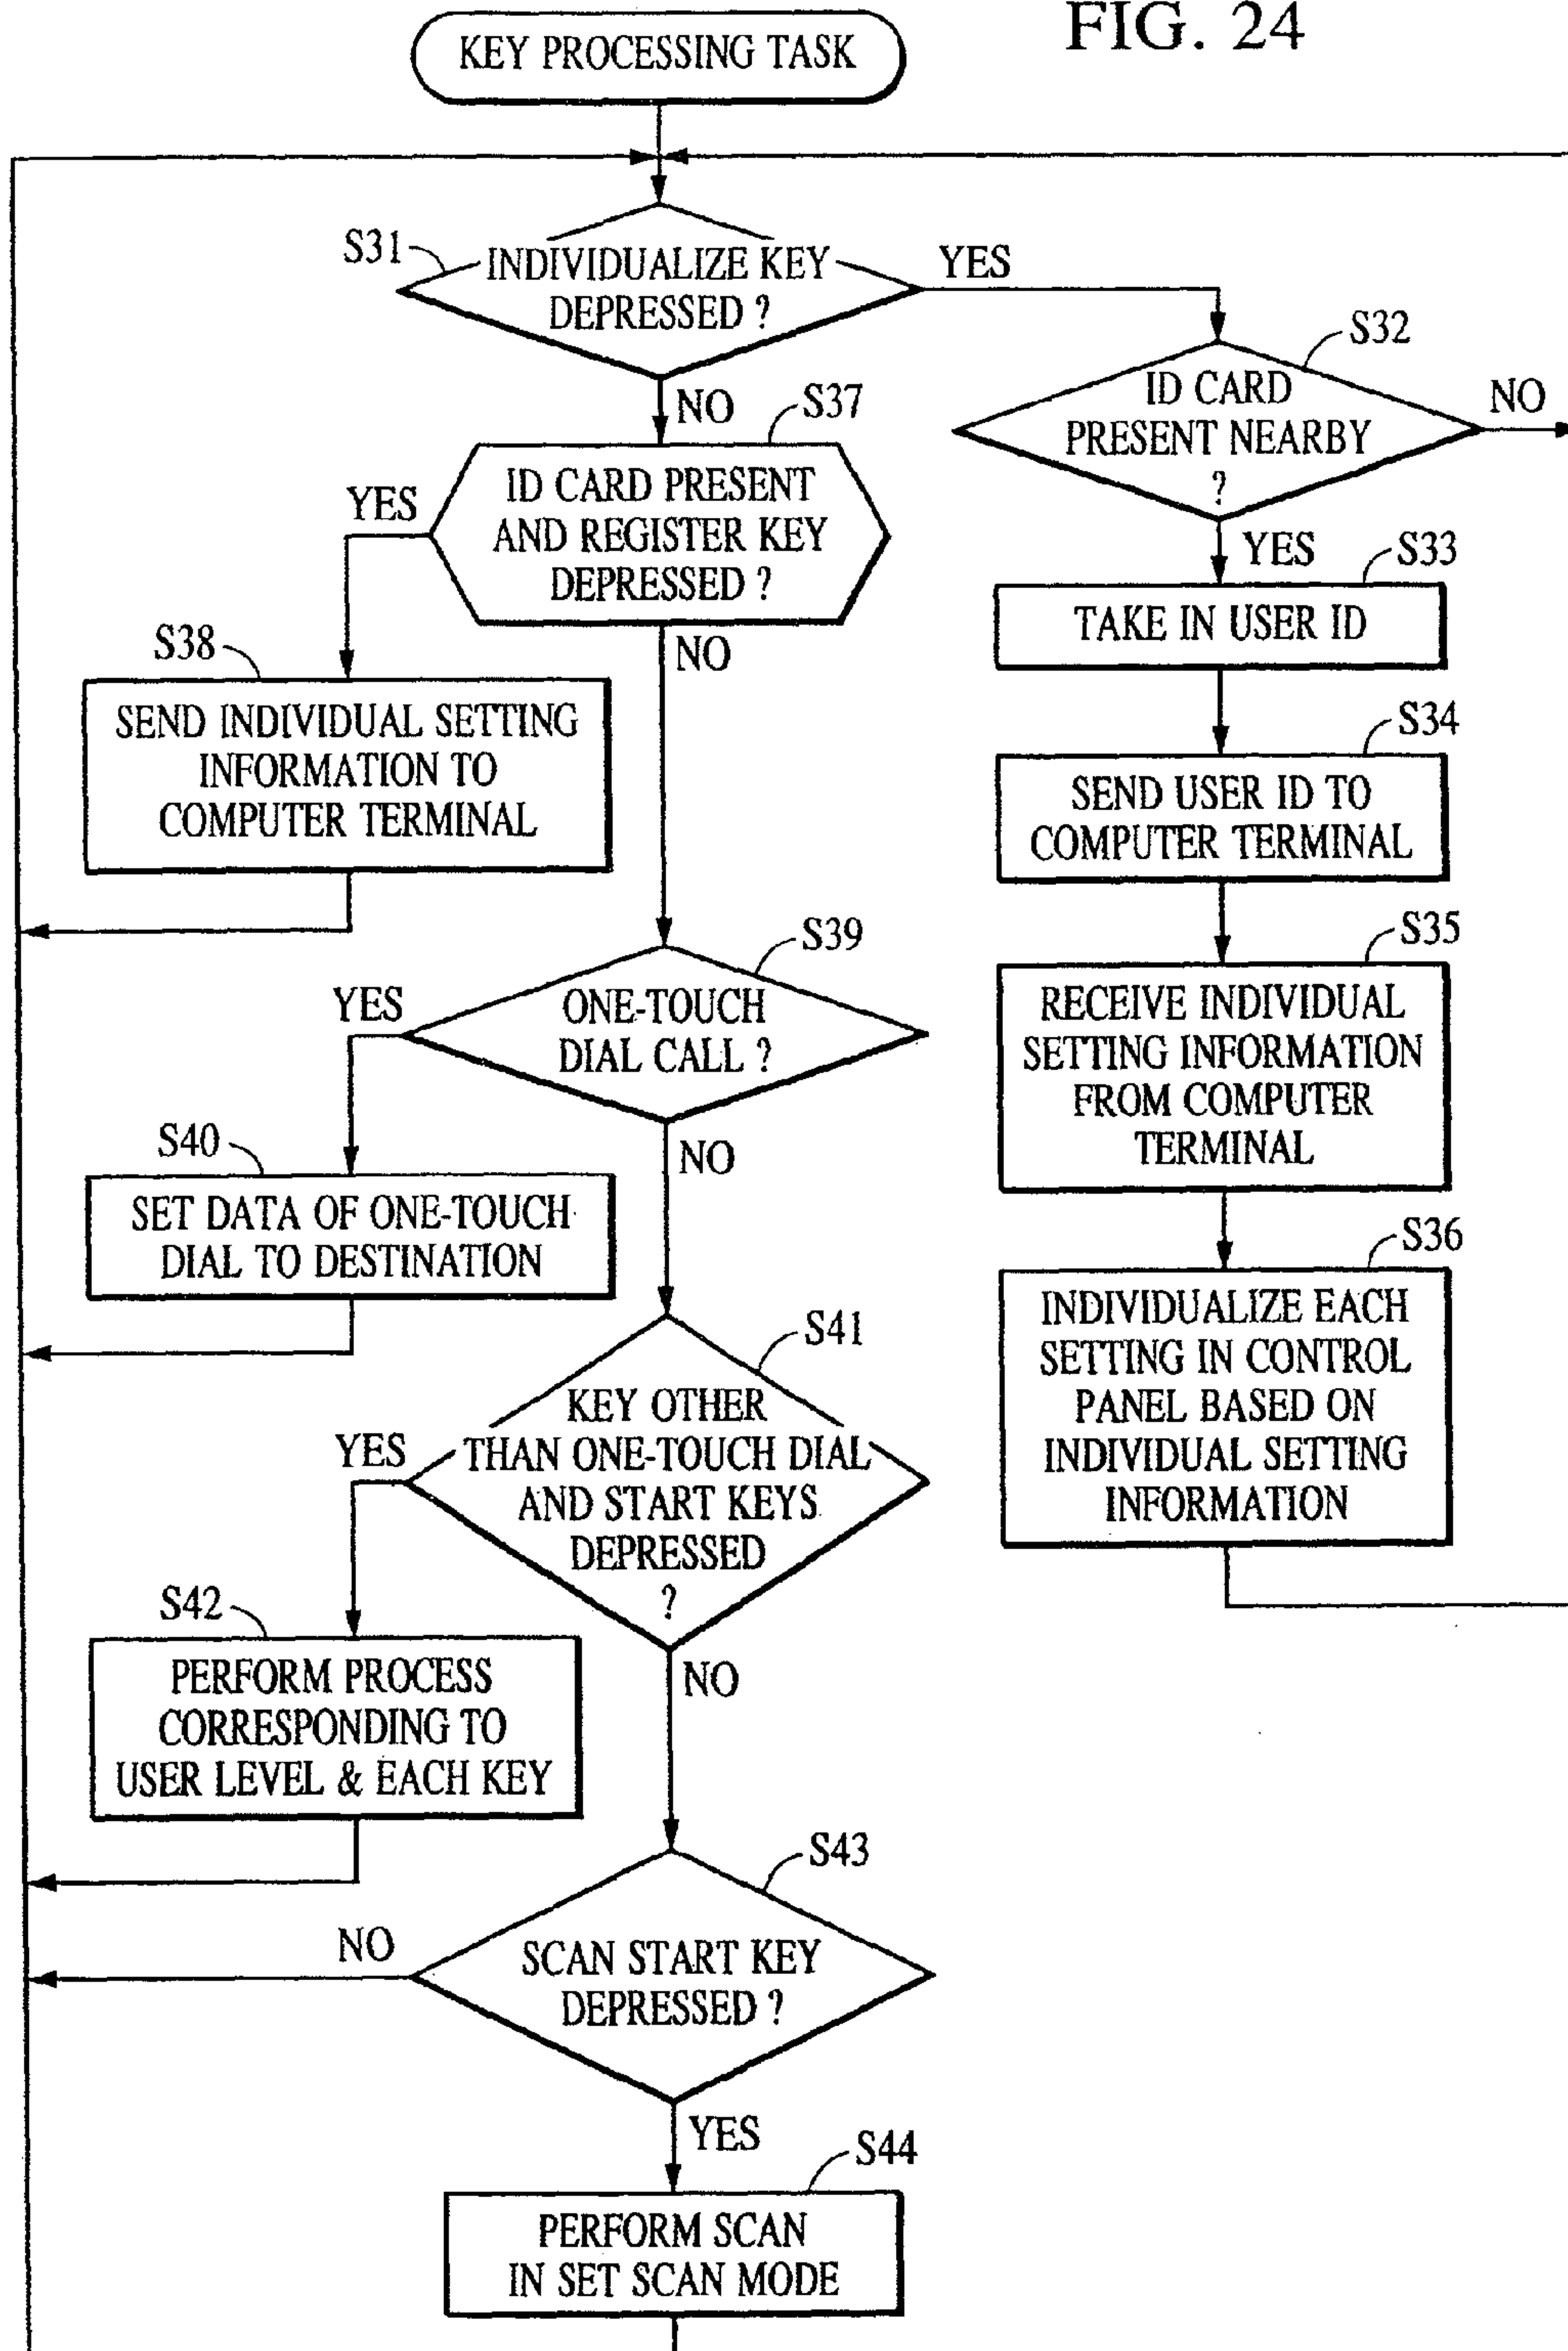 FIG. 24
KEY PROCESSING TASK
S31
INDIVIDUALIZE KEY
DEPRESSED ?
YES
NO
S32
ID CARD
PRESENT NEARBY
?
NO
YES
S33
TAKE IN USER ID
S34
SEND USER ID TO
COMPUTER TERMINAL
S35
RECEIVE INDIVIDUAL
SETTING INFORMATION
FROM COMPUTER
TERMINAL
S36
INDIVIDUALIZE EACH
SETTING IN CONTROL
PANEL BASED ON
INDIVIDUAL SETTING
INFORMATION
S37
ID CARD PRESENT
AND REGISTER KEY
DEPRESSED ?
YES
NO
S38
SEND INDIVIDUAL SETTING
INFORMATION TO
COMPUTER TERMINAL
S39
ONE-TOUCH
DIAL CALL ?
YES
NO
S40
SET DATA OF ONE-TOUCH
DIAL TO DESTINATION
S41
KEY OTHER
THAN ONE-TOUCH DIAL
AND START KEYS
DEPRESSED
?
YES
NO
S42
PERFORM PROCESS
CORRESPONDING TO
USER LEVEL & EACH KEY
S43
SCAN START KEY
DEPRESSED ?
NO
YES
S44
PERFORM SCAN
IN SET SCAN MODE